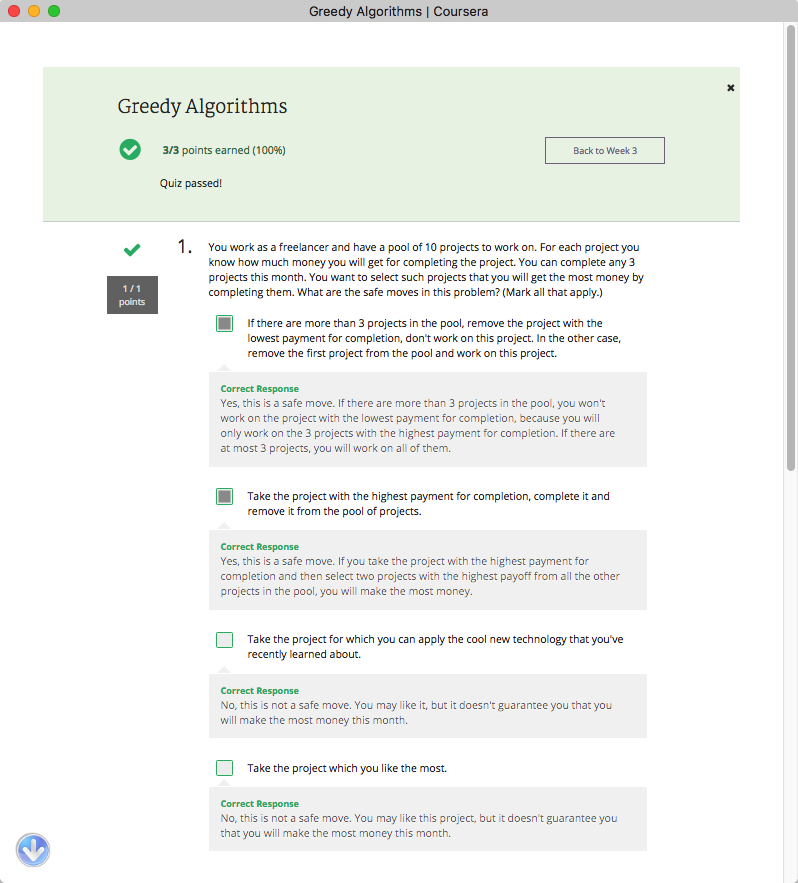 Greedy Algorithms | Coursera
Greedy Algorithms
3/3 points earned (100%)
Back to Week 3
Quiz passed!
1. You work as a freelancer and have a pool of 10 projects to work on. For each project you
know how much money you will get for completing the project. You can complete any 3
projects this month. You want to select such projects that you will get the most money by
completing them. What are the safe moves in this problem? (Mark all that apply.)
1 / 1
points
If there are more than 3 projects in the pool, remove the project with the
lowest payment for completion, don't work on this project. In the other case,
remove the first project from the pool and work on this project.
Correct Response
Yes, this is a safe move. If there are more than 3 projects in the pool, you won't
work on the project with the lowest payment for completion, because you will
only work on the 3 projects with the highest payment for completion. If there are
at most 3 projects, you will work on all of them.
Take the project with the highest payment for completion, complete it and
remove it from the pool of projects.
Correct Response
Yes, this is a safe move. If you take the project with the highest payment for
completion and then select two projects with the highest payoff from all the other
projects in the pool, you will make the most money.
Take the project for which you can apply the cool new technology that you've
recently learned about.
Correct Response
No, this is not a safe move. You may like it, but it doesn't guarantee you that you
will make the most money this month.
Take the project which you like the most.
Correct Response
No, this is not a safe move. You may like this project, but it doesn't guarantee you
that you will make the most money this month.